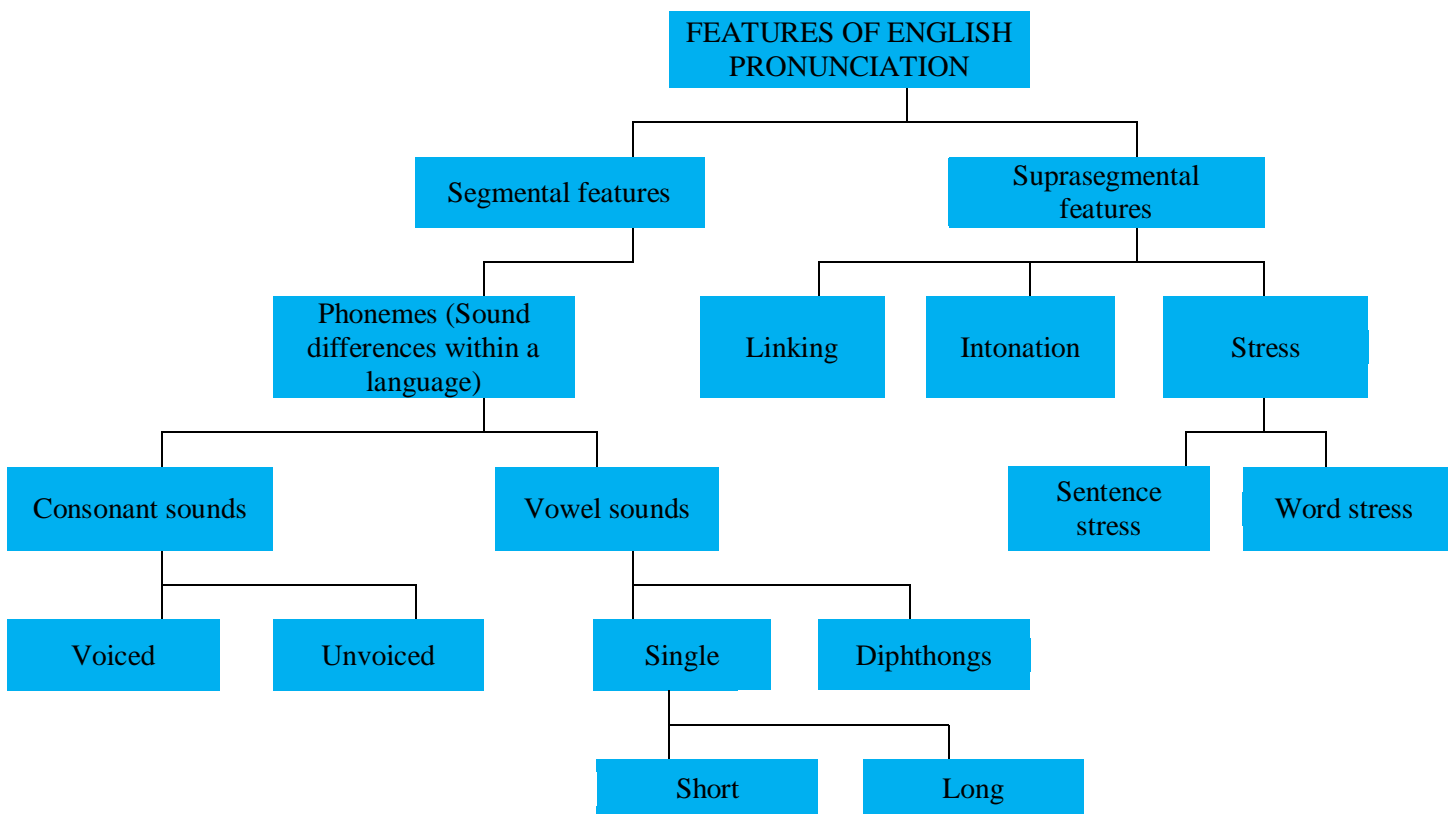 FEATURES OF ENGLISH
PRONUNCIATION
Segmental features
Suprasegmental
features
Phonemes (Sound
differences within a
language)
Linking
Intonation
Stress
Consonant sounds
Vowel sounds
Sentence
stress
Word stress
Voiced
Unvoiced
Single
Diphthongs
Short
Long